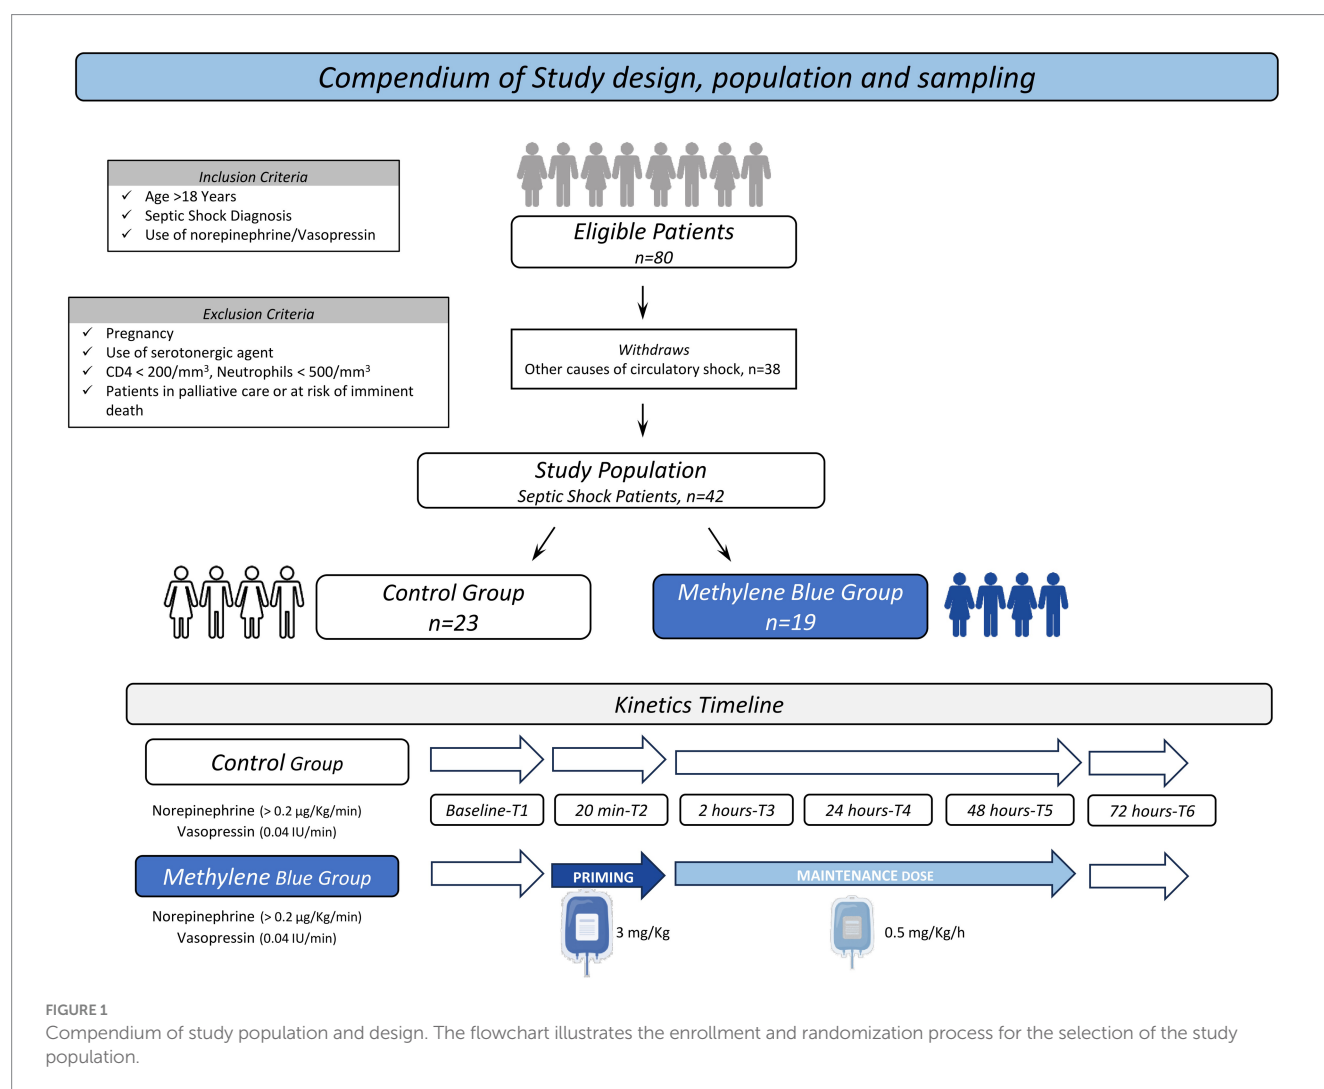 Compendium of Study design, population and sampling
Inclusion Criteria
✓ Age >18 Years
✓ Septic Shock Diagnosis
✓ Use of norepinephrine/Vasopressin
Eligible Patients
n=80
Exclusion Criteria
✓ Pregnancy
✓ Use of serotonergic agent
✓ CD4 < 200/mm³, Neutrophils < 500/mm³
✓ Patients in palliative care or at risk of imminent
death
Withdraws
Other causes of circulatory shock, n=38
Study Population
Septic Shock Patients, n=42
Control Group
n=23
Methylene Blue Group
n=19
Kinetics Timeline
Control Group
Norepinephrine (> 0.2 µg/Kg/min)
Vasopressin (0.04 IU/min)
Baseline-T1
20 min-T2
2 hours-T3
24 hours-T4
48 hours-T5
72 hours-T6
Methylene Blue Group
PRIMING
MAINTENANCE DOSE
Norepinephrine (> 0.2 µg/Kg/min)
Vasopressin (0.04 IU/min)
3 mg/Kg
0.5 mg/Kg/h
FIGURE 1
Compendium of study population and design. The flowchart illustrates the enrollment and randomization process for the selection of the study
population.